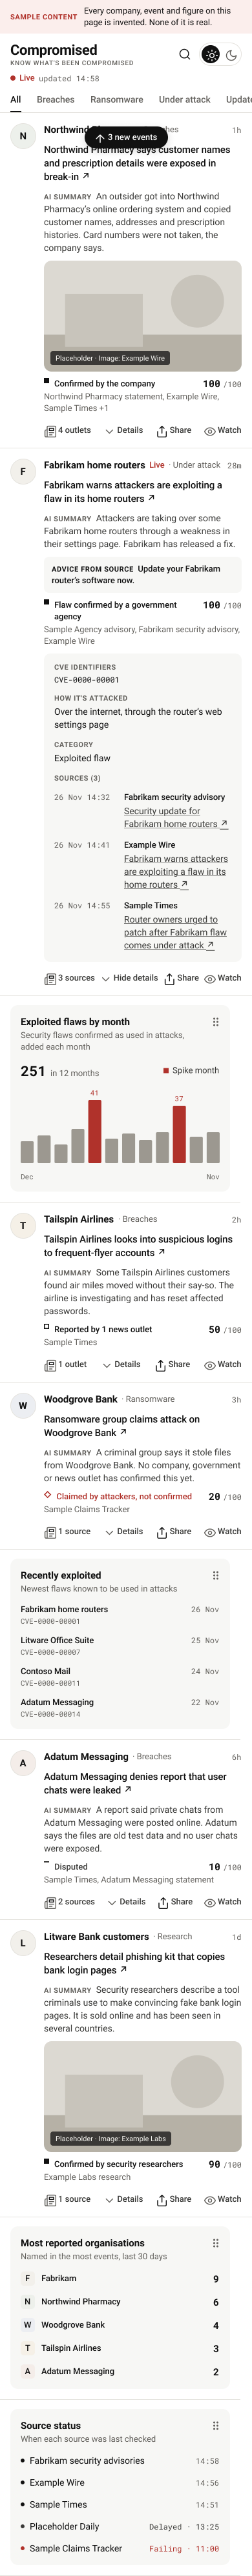 SAMPLE CONTENT Every company, event and figure on this
page is invented. None of it is real.
Compromised
KNOW WHAT'S BEEN COMPROMISED
Live updated 14:58
All Breaches Ransomware Under attack Updat
N Northwind 1h
↑ 3 new events
Northwind Pharmacy says customer names
and prescription details were exposed in
break-in ↗
AI SUMMARY An outsider got into Northwind
Pharmacy's online ordering system and copied
customer names, addresses and prescription
histories. Card numbers were not taken, the
company says.
Placeholder · Image: Example Wire
Confirmed by the company 100 /100
Northwind Pharmacy statement, Example Wire,
Sample Times +1
4 outlets Details Share Watch
F Fabrikam home routers Live · Under attack 28m
Fabrikam warns attackers are exploiting a
flaw in its home routers ↗
AI SUMMARY Attackers are taking over some
Fabrikam home routers through a weakness in
their settings page. Fabrikam has released a fix.
ADVICE FROM SOURCE Update your Fabrikam
router's software now.
Flaw confirmed by a government 100 /100
agency
Sample Agency advisory, Fabrikam security advisory,
Example Wire
CVE IDENTIFIERS
CVE-0000-00001
HOW IT'S ATTACKED
Over the internet, through the router's web
settings page
CATEGORY
Exploited flaw
SOURCES (3)
26 Nov 14:32 Fabrikam security advisory
Security update for
Fabrikam home routers ↗
26 Nov 14:41 Example Wire
Fabrikam warns attackers
are exploiting a flaw in its
home routers ↗
26 Nov 14:55 Sample Times
Router owners urged to
patch after Fabrikam flaw
comes under attack ↗
3 sources Hide details Share Watch
Exploited flaws by month
Security flaws confirmed as used in attacks,
added each month
251 in 12 months Spike month
41
37
Dec Nov
T Tailspin Airlines · Breaches 2h
Tailspin Airlines looks into suspicious logins
to frequent-flyer accounts ↗
AI SUMMARY Some Tailspin Airlines customers
found air miles moved without their say-so. The
airline is investigating and has reset affected
passwords.
Reported by 1 news outlet 50 /100
Sample Times
1 outlet Details Share Watch
W Woodgrove Bank · Ransomware 3h
Ransomware group claims attack on
Woodgrove Bank ↗
AI SUMMARY A criminal group says it stole files
from Woodgrove Bank. No company, government
or news outlet has confirmed this yet.
Claimed by attackers, not confirmed 20 /100
Sample Claims Tracker
1 source Details Share Watch
Recently exploited
Newest flaws known to be used in attacks
Fabrikam home routers 26 Nov
CVE-0000-00001
Litware Office Suite 25 Nov
CVE-0000-00007
Contoso Mail 24 Nov
CVE-0000-00011
Adatum Messaging 22 Nov
CVE-0000-00014
A Adatum Messaging · Breaches 6h
Adatum Messaging denies report that user
chats were leaked ↗
AI SUMMARY A report said private chats from
Adatum Messaging were posted online. Adatum
says the files are old test data and no user chats
were exposed.
Disputed 10 /100
Sample Times, Adatum Messaging statement
2 sources Details Share Watch
L Litware Bank customers · Research 1d
Researchers detail phishing kit that copies
bank login pages ↗
AI SUMMARY Security researchers describe a tool
criminals use to make convincing fake bank login
pages. It is sold online and has been seen in
several countries.
Placeholder · Image: Example Labs
Confirmed by security researchers 90 /100
Example Labs research
1 source Details Share Watch
Most reported organisations
Named in the most events, last 30 days
F Fabrikam 9
N Northwind Pharmacy 6
W Woodgrove Bank 4
T Tailspin Airlines 3
A Adatum Messaging 2
Source status
When each source was last checked
Fabrikam security advisories 14:58
Example Wire 14:56
Sample Times 14:51
Placeholder Daily Delayed · 13:25
Sample Claims Tracker Failing · 11:00